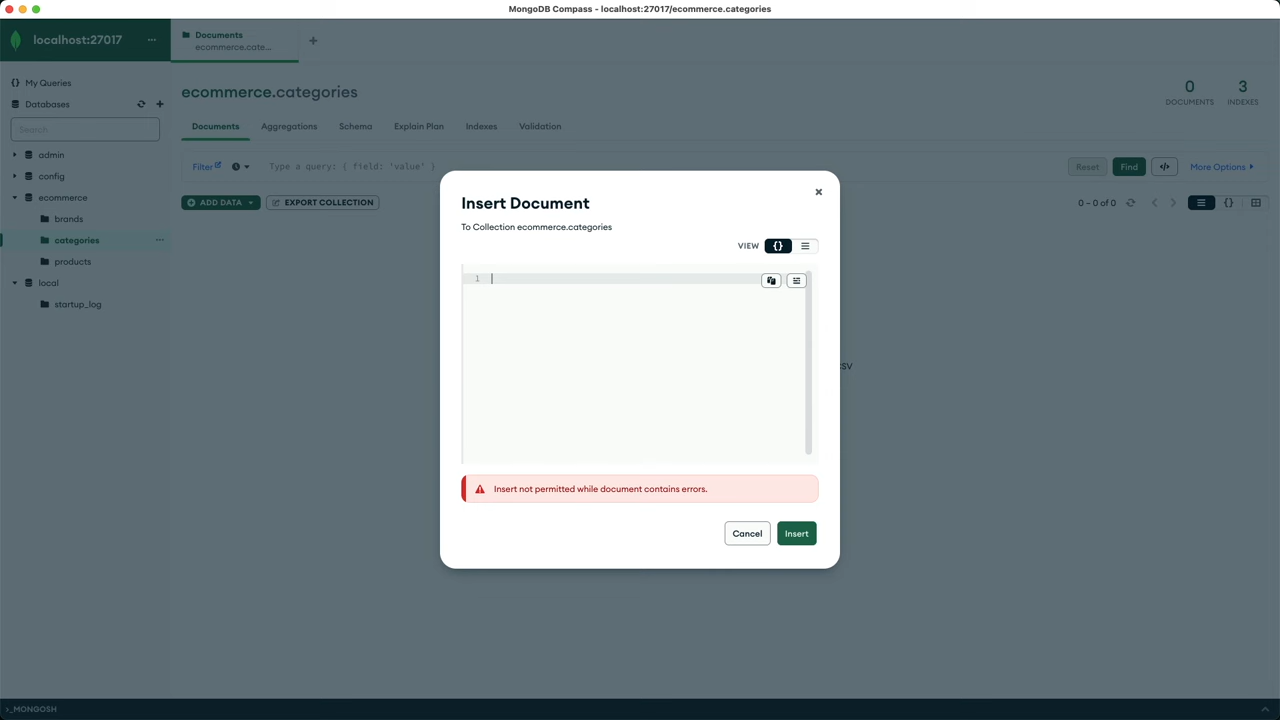 MongoDB Compass - localhost:27017/ecommerce.categories
localhost:27017
...
Documents
ecommerce.cate...
My Queries
Databases
Search
admin
config
ecommerce
brands
categories
products
local
startup_log
ecommerce.categories
0
DOCUMENTS
3
INDEXES
Documents
Aggregations
Schema
Explain Plan
Indexes
Validation
Filter
Type a query: { field: 'value' }
Reset
Find
More Options
ADD DATA
EXPORT COLLECTION
0 – 0 of 0
Insert Document
To Collection ecommerce.categories
VIEW
1
CSV
Insert not permitted while document contains errors.
Cancel
Insert
>_MONGOSH